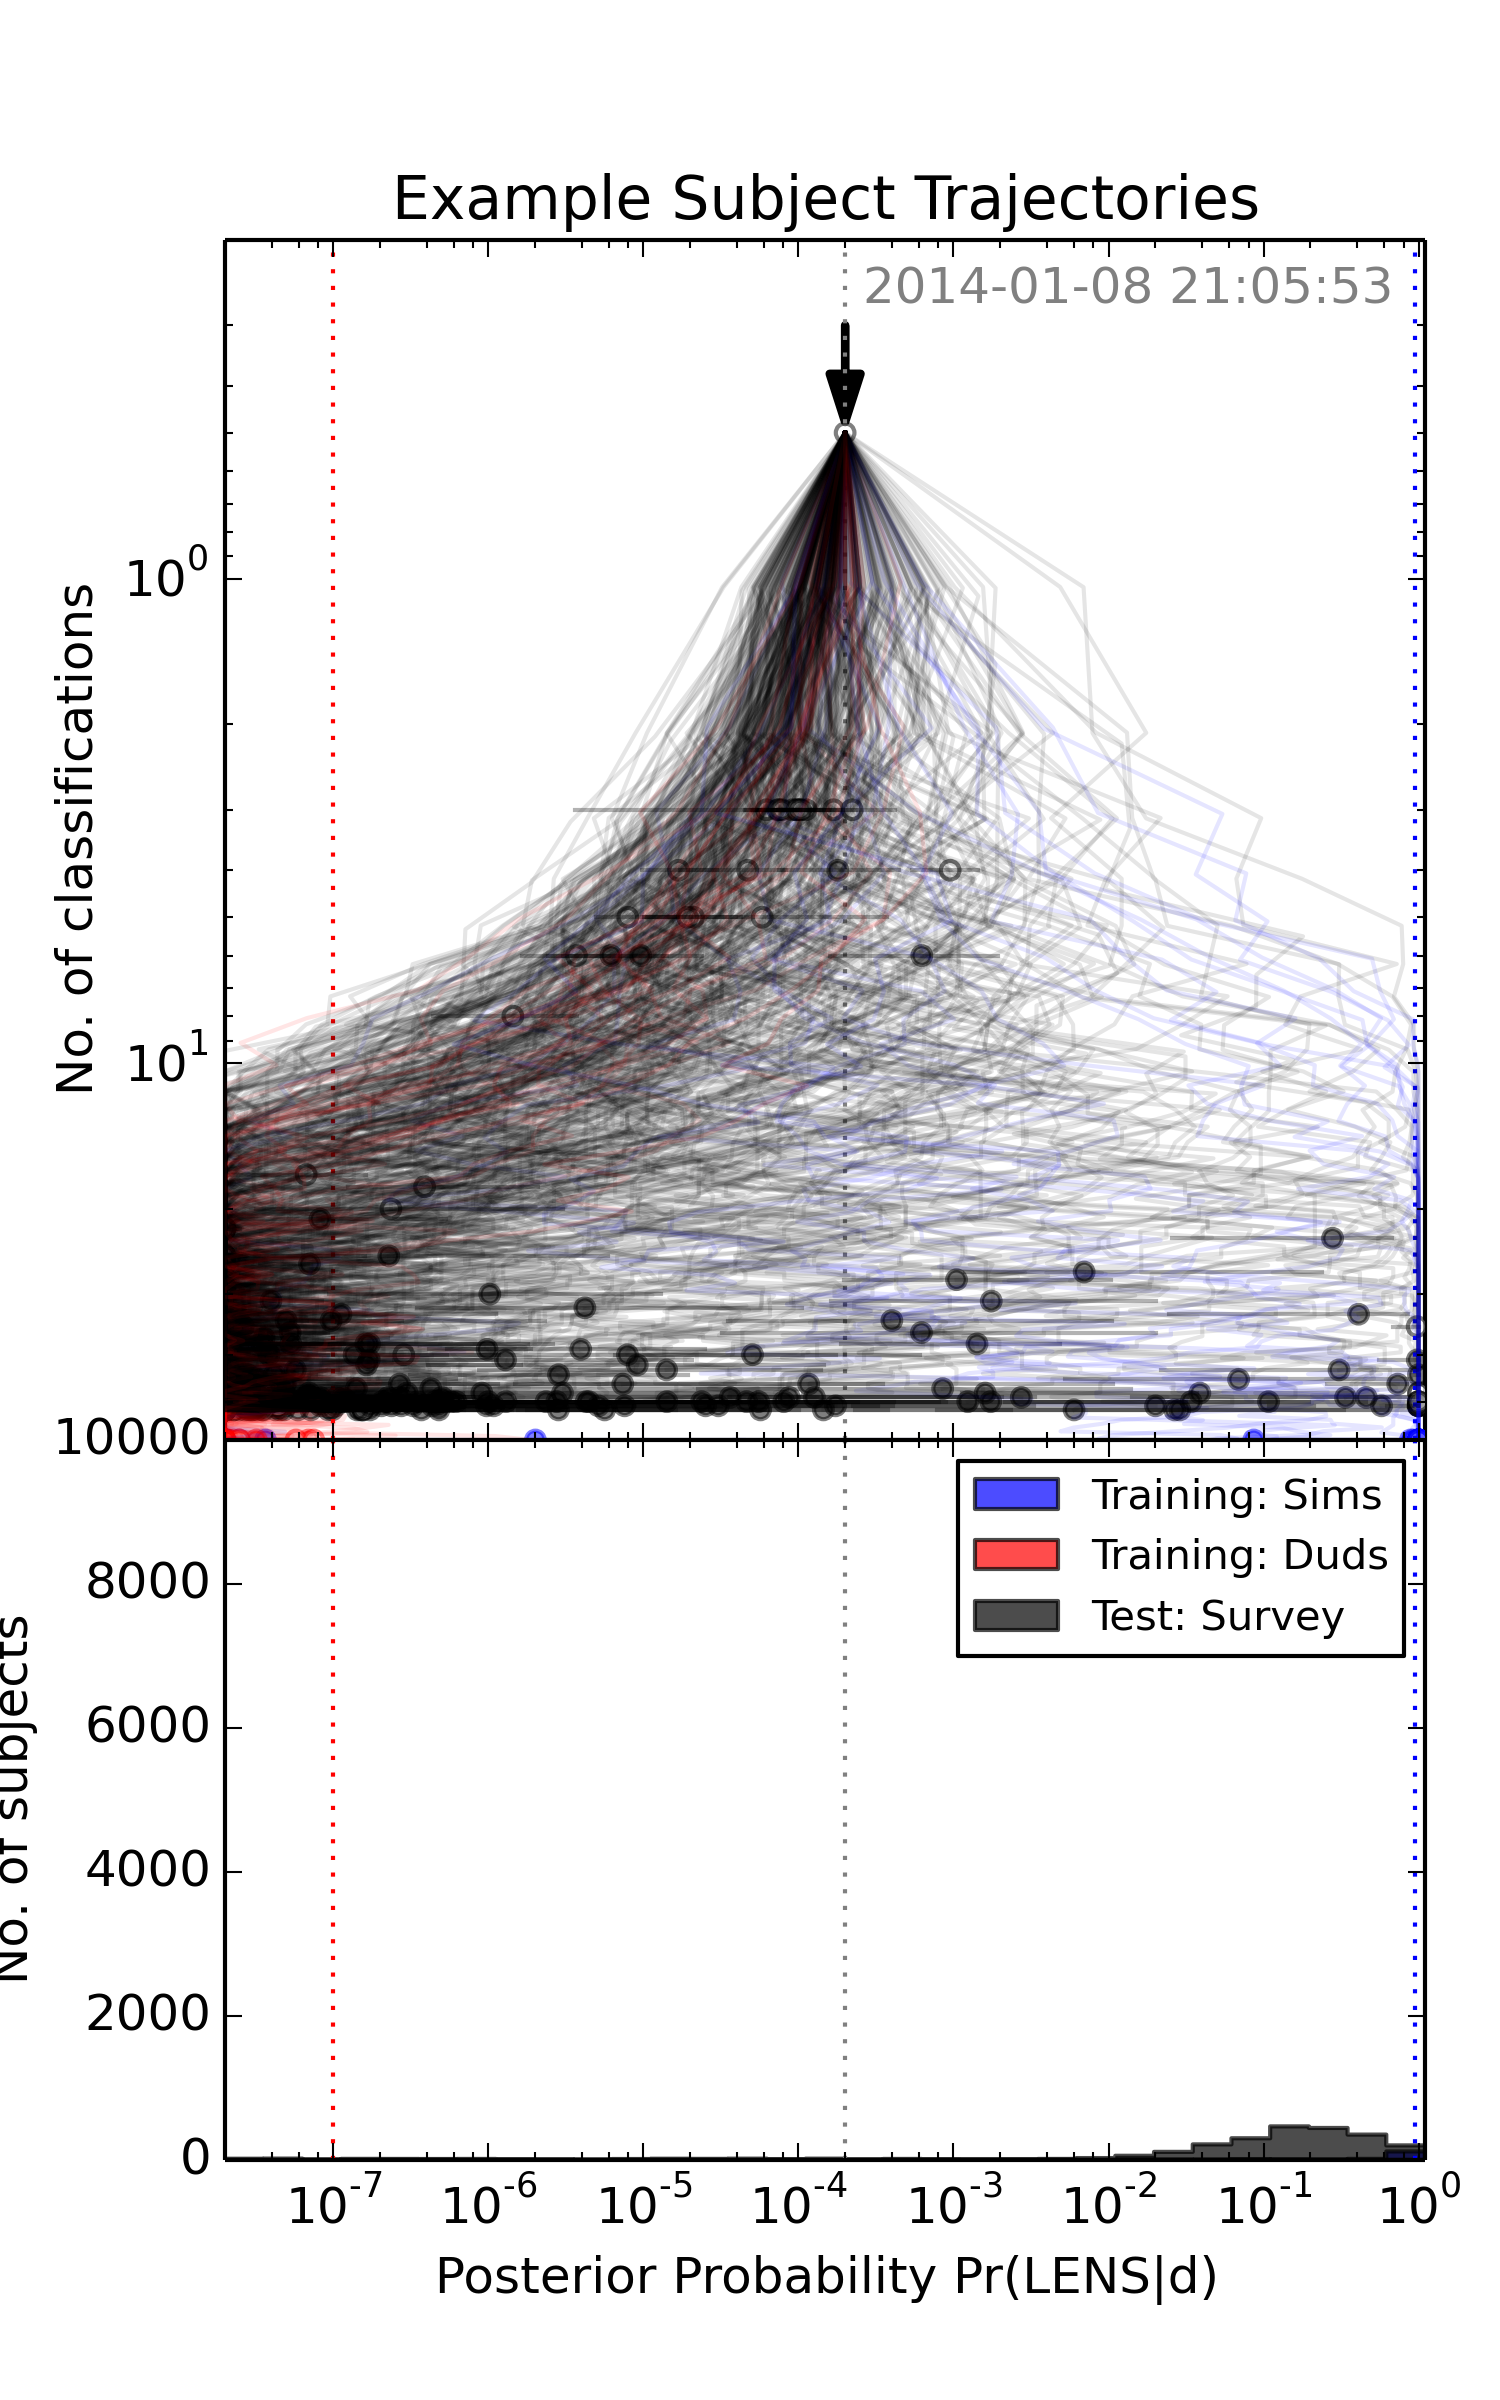 Example Subject Trajectories
2014-01-08 21:05:53
No. of classifications
10^0
10^1
10000
8000
6000
4000
2000
0
No. of subjects
Training: Sims
Training: Duds
Test: Survey
10^-7 10^-6 10^-5 10^-4 10^-3 10^-2 10^-1 10^0
Posterior Probability Pr(LENS|d)